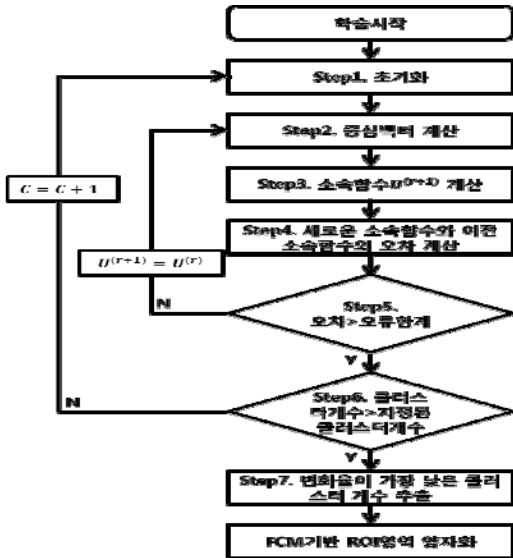 학습시작
Step1. 초기화
Step2. 중심벡터 계산
C = C + 1
Step3. 소속함수U^(r+1) 계산
Step4. 새로운 소속함수와 이전
소속함수의 오차 계산
U^(r+1) = U^(r)
N
Step5.
오차>오류한계
Y
Step6. 클러스
터개수>지정된
클러스터개수
N
Y
Step7. 변화율이 가장 낮은 클러
스터 개수 추출
FCM기반 ROI영역 양자화